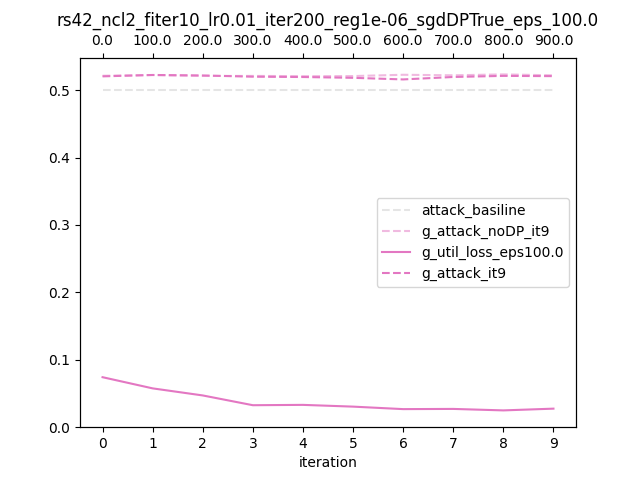 rs42_ncl2_fiter10_lr0.01_iter200_reg1e-06_sgdDPTrue_eps_100.0
0.0 100.0 200.0 300.0 400.0 500.0 600.0 700.0 800.0 900.0
0.5
0.4
0.3
0.2
0.1
0.0
attack_basiline
g_attack_noDP_it9
g_util_loss_eps100.0
g_attack_it9
0 1 2 3 4 5 6 7 8 9
iteration